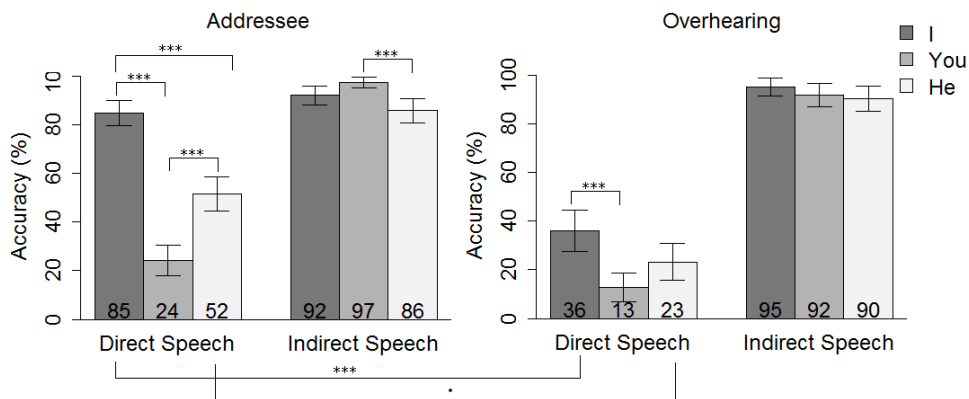 Addressee
Overhearing
I
You
He
Accuracy (%)
0 20 40 60 80 100
***
***
***
***
85 24 52 92 97 86
Direct Speech Indirect Speech
Accuracy (%)
0 20 40 60 80 100
***
36 13 23 95 92 90
Direct Speech Indirect Speech
***
.